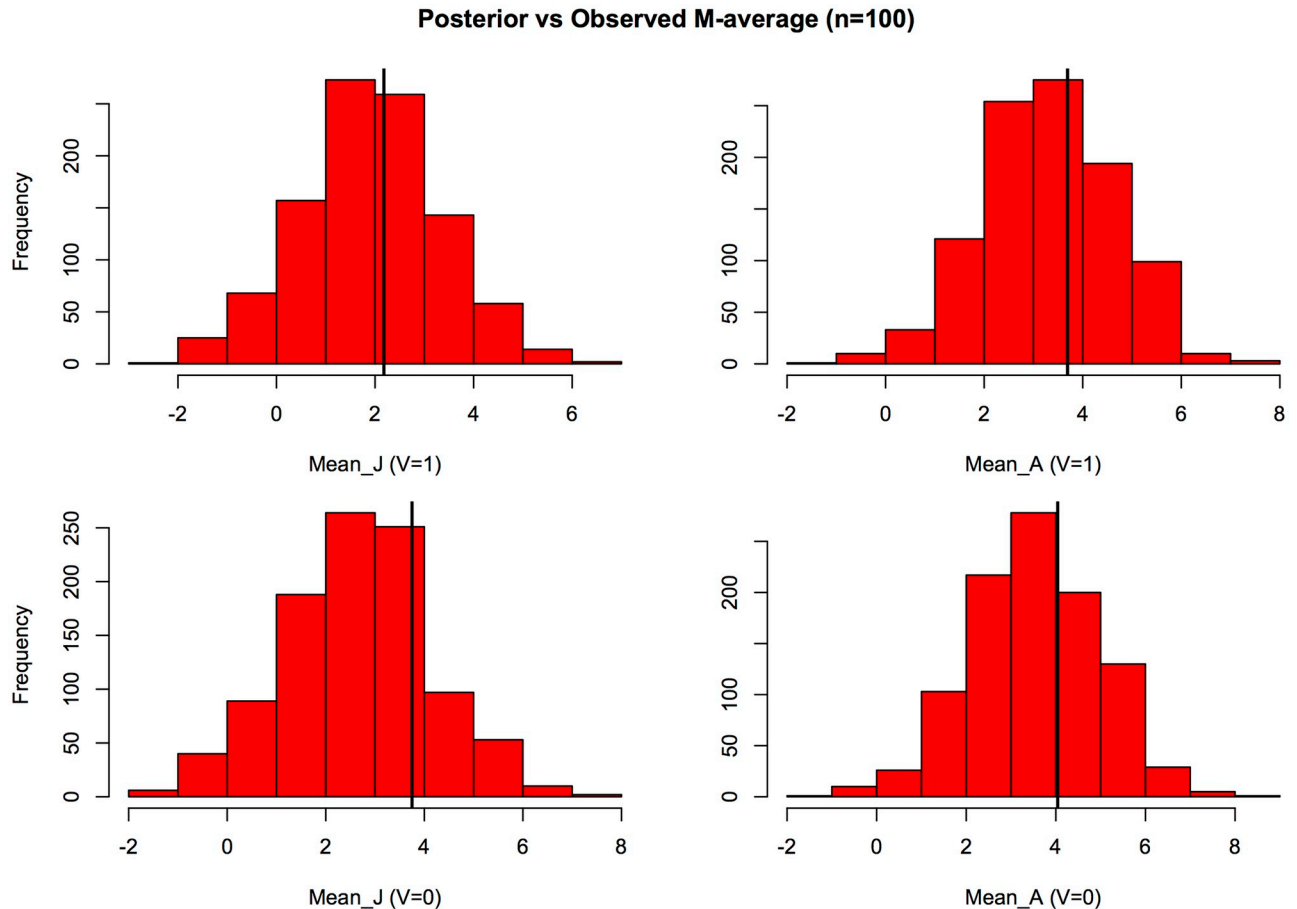 Posterior vs Observed M-average (n=100)
Frequency
200
100
50
0
-2 0 2 4 6
Mean_J (V=1)
200
100
50
0
-2 0 2 4 6 8
Mean_A (V=1)
Frequency
250
200
150
100
50
0
-2 0 2 4 6 8
Mean_J (V=0)
200
100
50
0
-2 0 2 4 6 8
Mean_A (V=0)